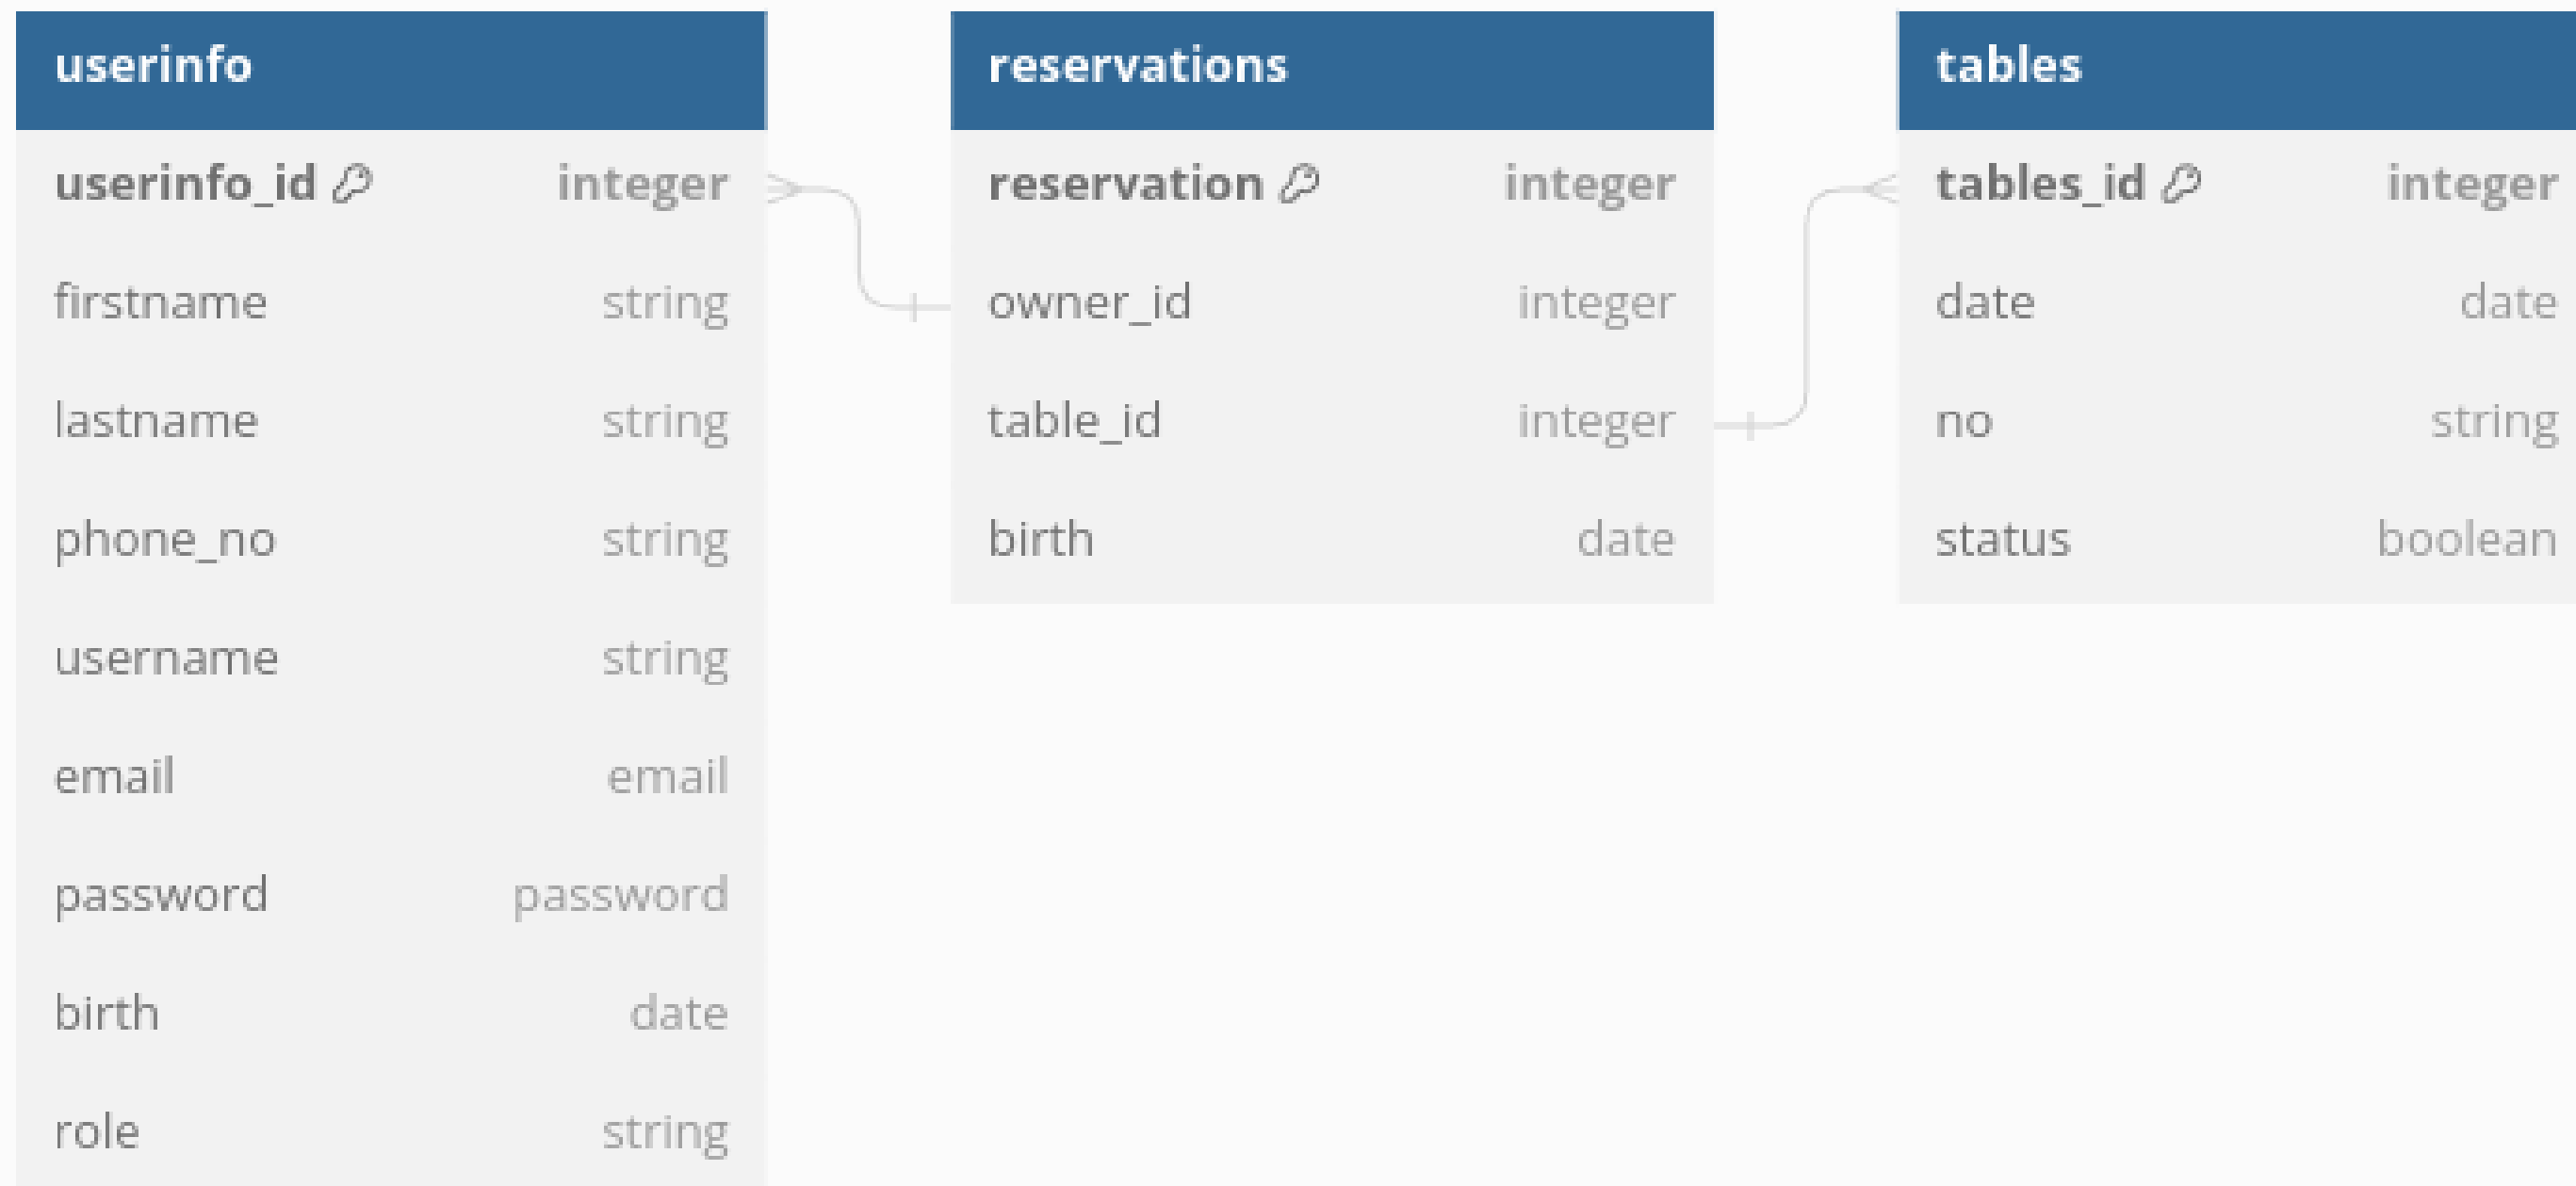 userinfo
userinfo_id integer
firstname string
lastname string
phone_no string
username string
email email
password password
birth date
role string
reservations
reservation integer
owner_id integer
table_id integer
birth date
tables
tables_id integer
date date
no string
status boolean